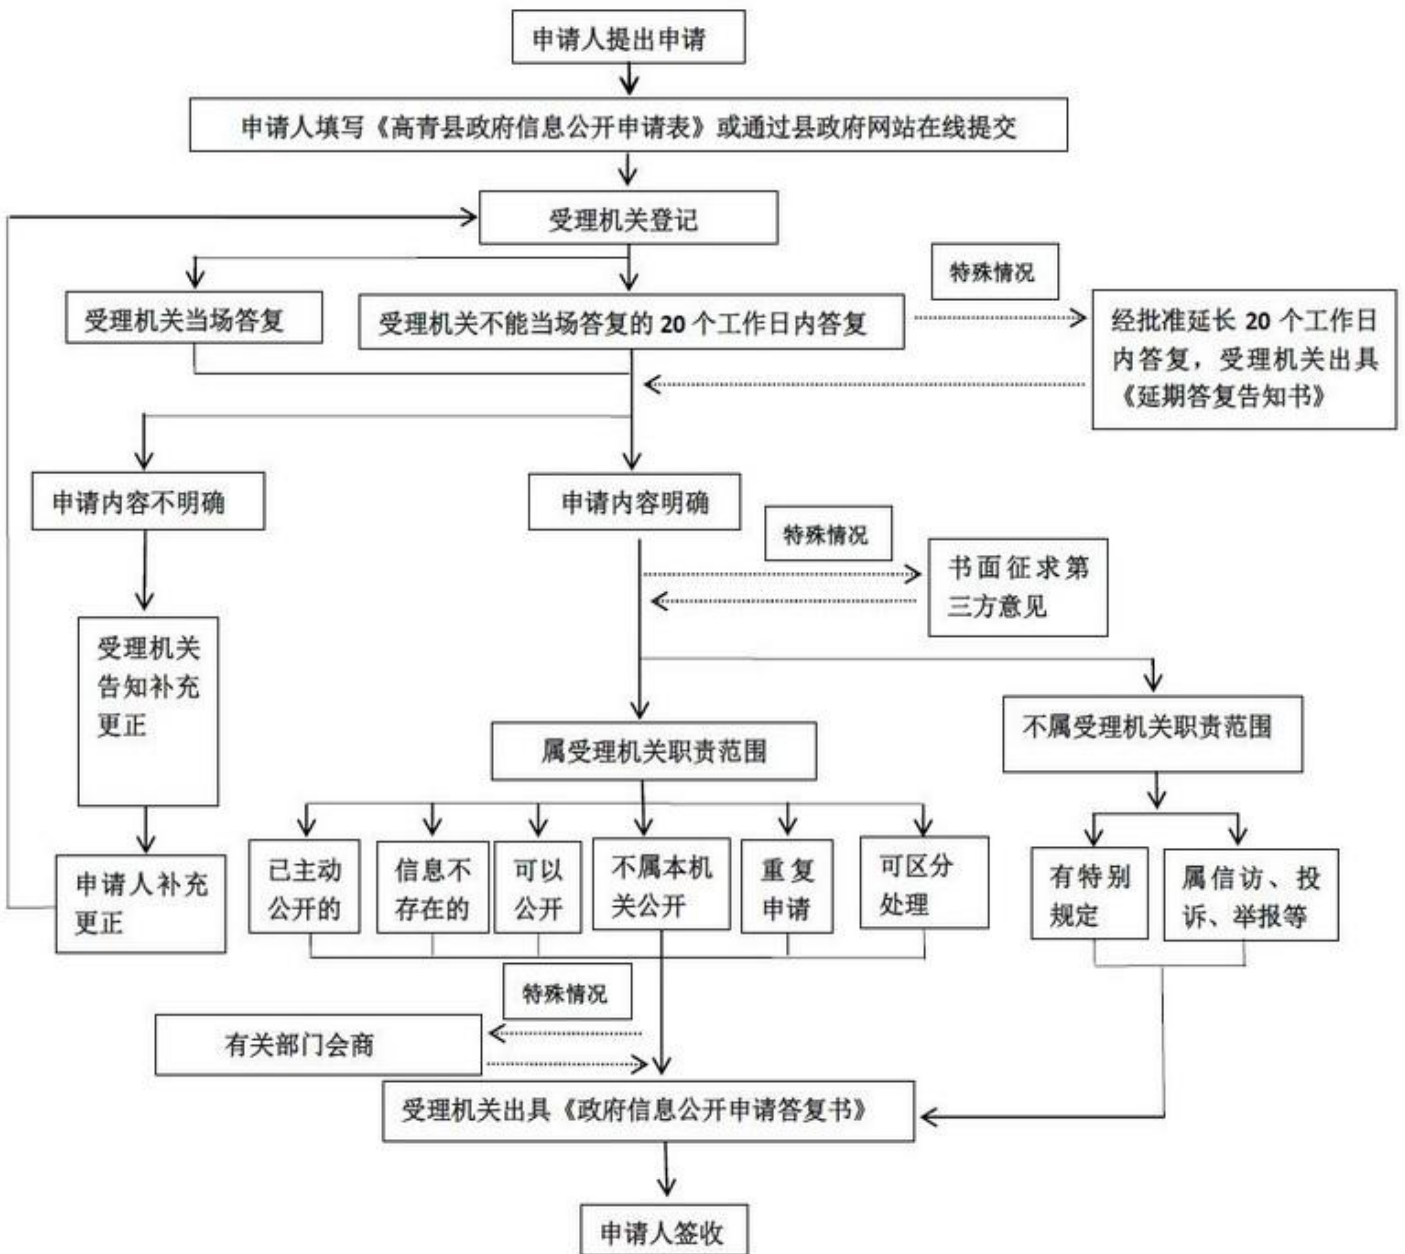 申请人提出申请
申请人填写《高青县政府信息公开申请表》或通过县政府网站在线提交
受理机关登记
特殊情况
受理机关当场答复
受理机关不能当场答复的 20 个工作日内答复
经批准延长 20 个工作日
内答复，受理机关出具
《延期答复告知书》
申请内容不明确
申请内容明确
特殊情况
书面征求第
三方意见
受理机关
告知补充
更正
属受理机关职责范围
不属受理机关职责范围
申请人补充
更正
已主动
公开的
信息不
存在的
可以
公开
不属本机
关公开
重复
申请
可区分
处理
有特别
规定
属信访、投
诉、举报等
特殊情况
有关部门会商
受理机关出具《政府信息公开申请答复书》
申请人签收